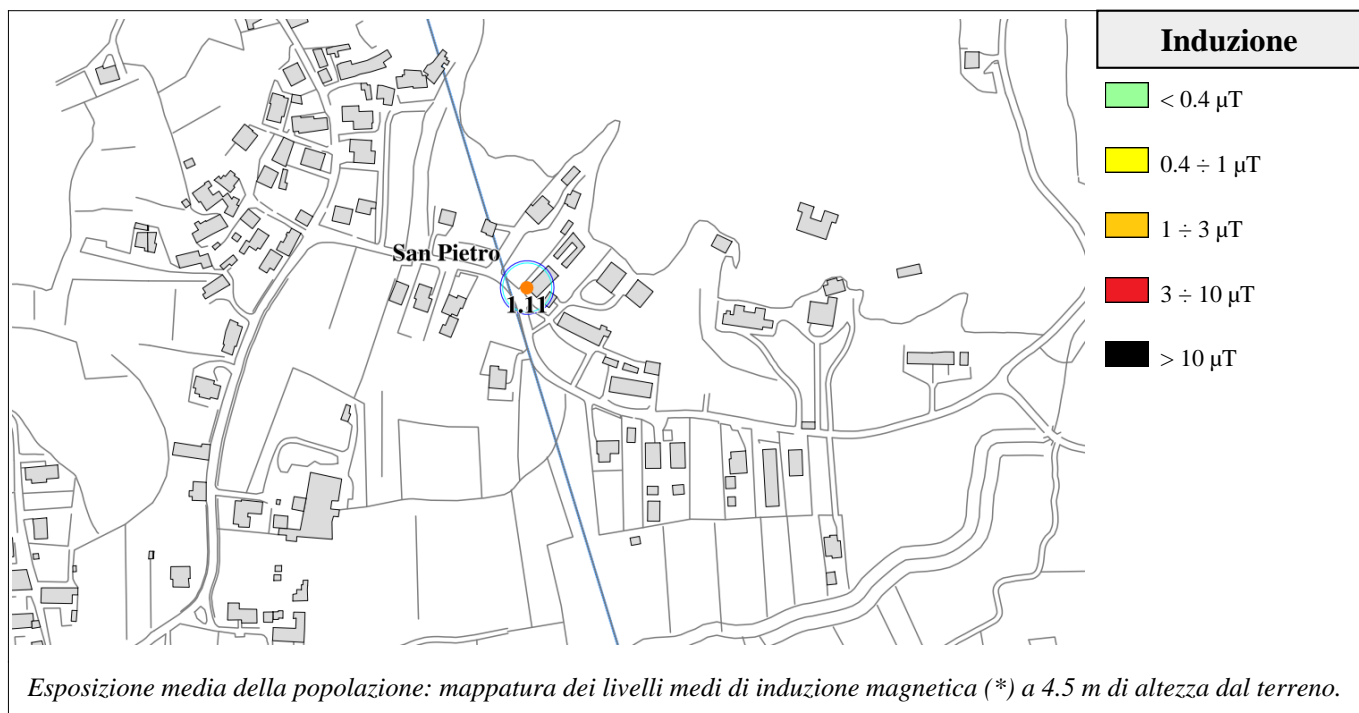 Induzione
< 0.4 µT
0.4 ÷ 1 µT
1 ÷ 3 µT
3 ÷ 10 µT
> 10 µT
San Pietro
1.11
Esposizione media della popolazione: mappatura dei livelli medi di induzione magnetica (*) a 4.5 m di altezza dal terreno.